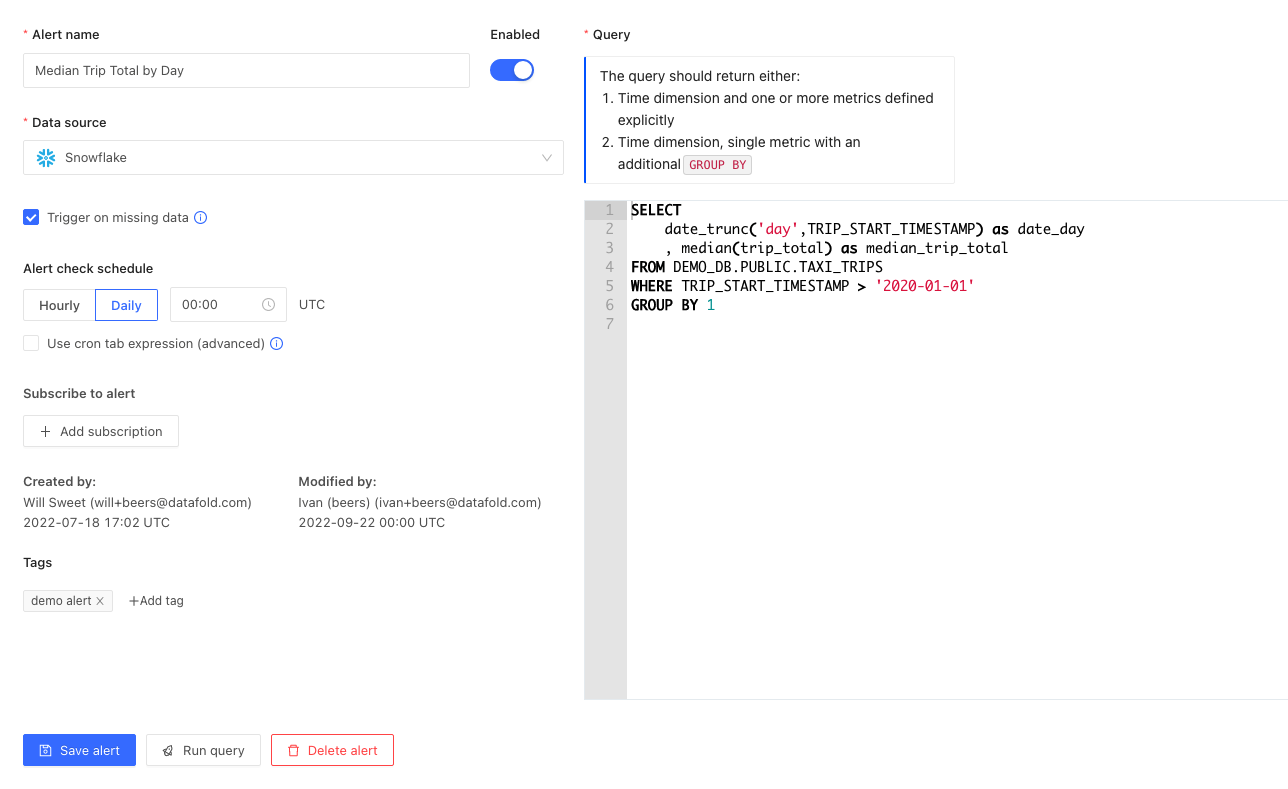 * Alert name
Enabled
Median Trip Total by Day
* Data source
Snowflake
Trigger on missing data
Alert check schedule
Hourly
Daily
00:00
UTC
Use cron tab expression (advanced)
Subscribe to alert
+ Add subscription
Created by:
Will Sweet (will+beers@datafold.com)
2022-07-18 17:02 UTC
Modified by:
Ivan (beers) (ivan+beers@datafold.com)
2022-09-22 00:00 UTC
Tags
demo alert ×
+Add tag
Save alert
Run query
Delete alert
* Query
The query should return either:
1. Time dimension and one or more metrics defined
explicitly
2. Time dimension, single metric with an
additional GROUP BY
1 SELECT
2     date_trunc('day',TRIP_START_TIMESTAMP) as date_day
3     , median(trip_total) as median_trip_total
4 FROM DEMO_DB.PUBLIC.TAXI_TRIPS
5 WHERE TRIP_START_TIMESTAMP > '2020-01-01'
6 GROUP BY 1
7